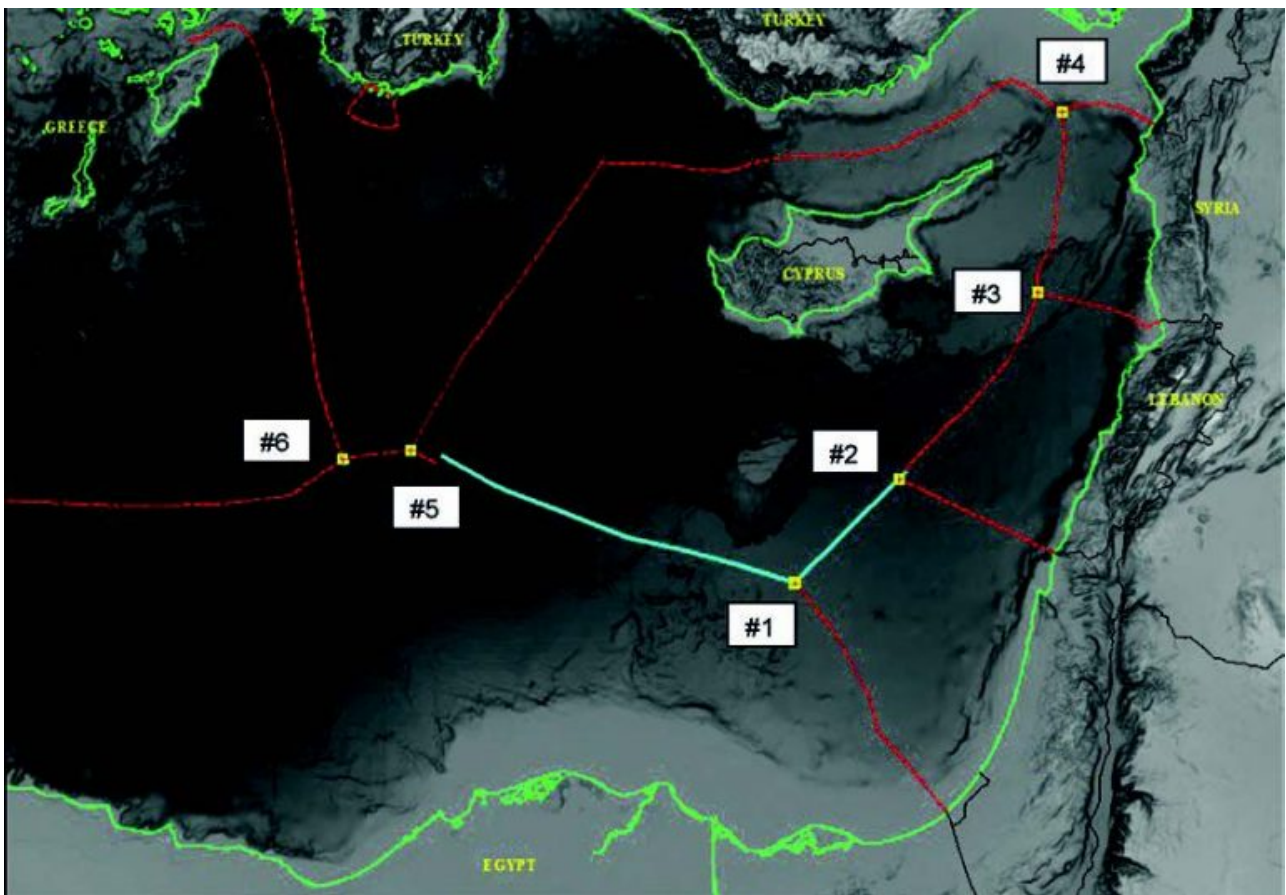 TURKEY
TURKEY
#4
GREECE
SYRIA
CYPRUS
#3
LEBANON
#6
#2
#5
#1
EGYPT